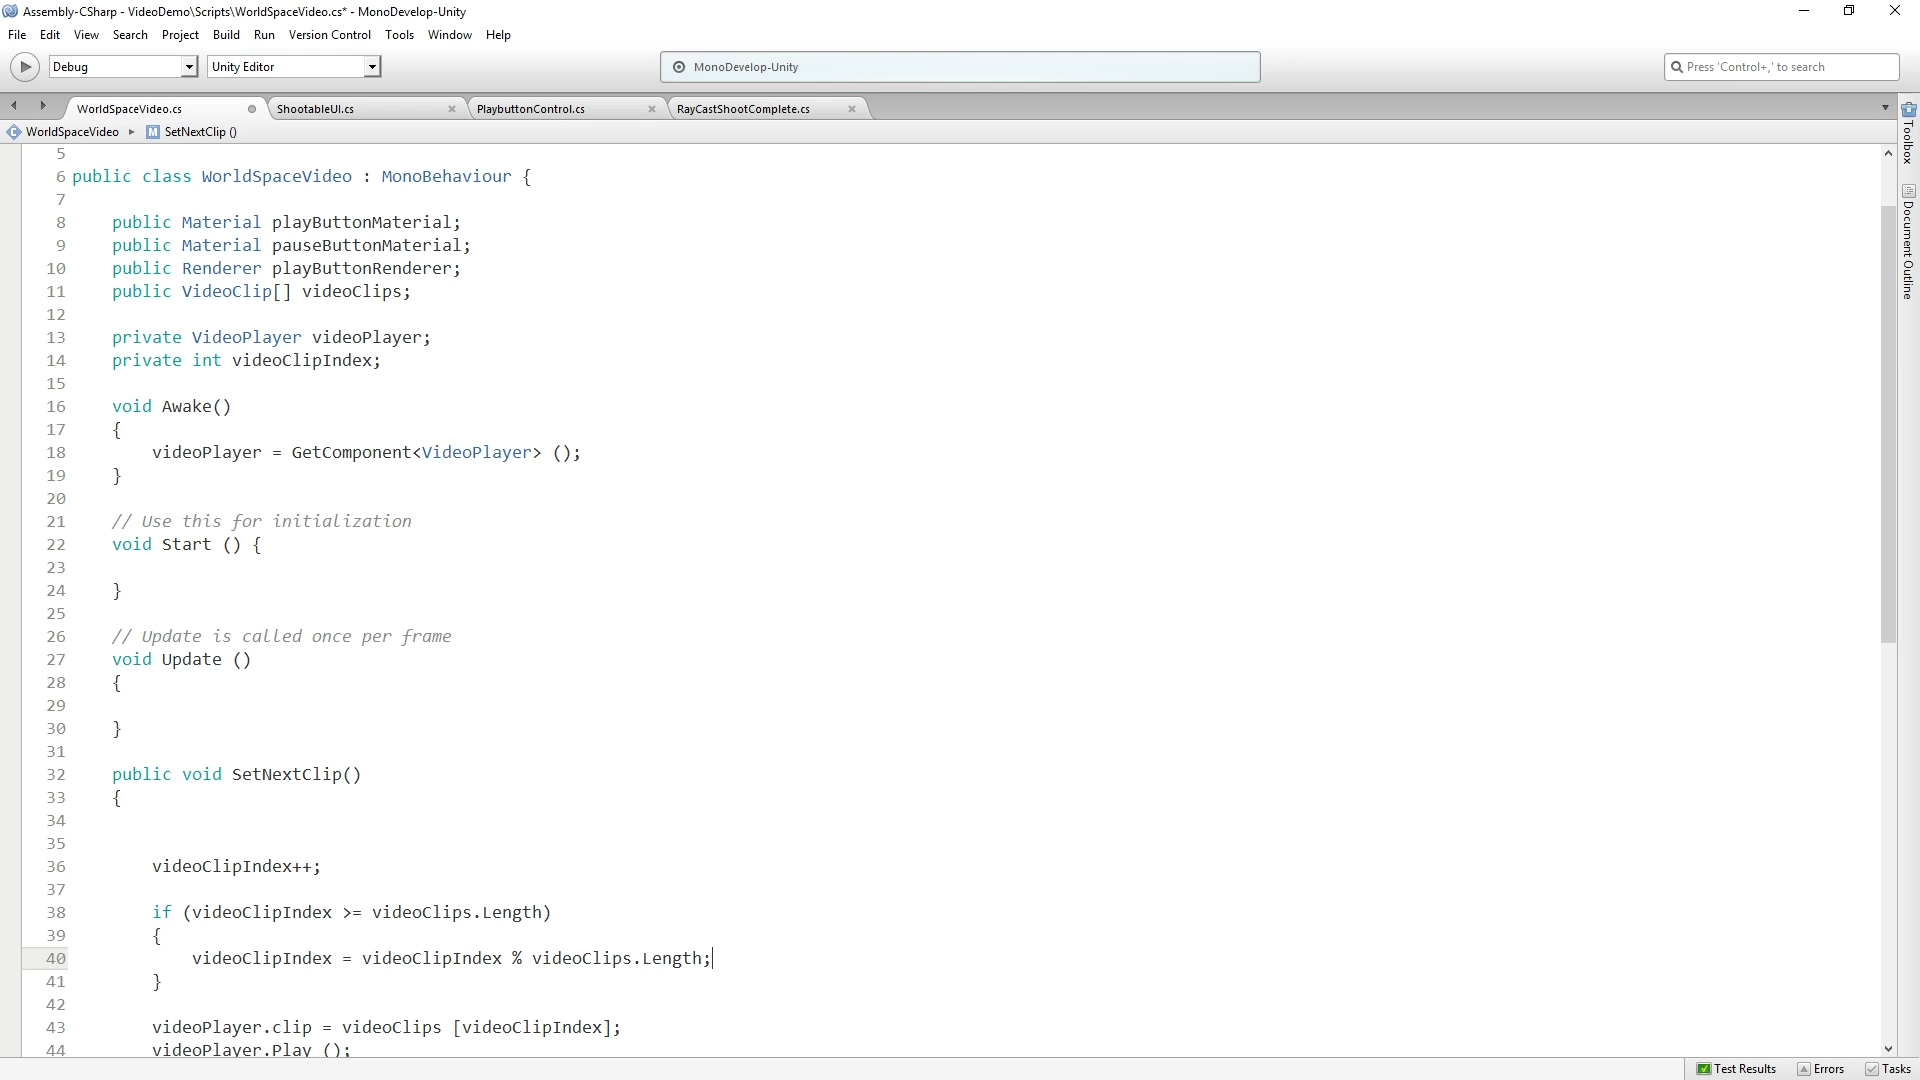 Assembly-CSharp - VideoDemo\Scripts\WorldSpaceVideo.cs* - MonoDevelop-Unity
File Edit View Search Project Build Run Version Control Tools Window Help
Debug Unity Editor MonoDevelop-Unity Press 'Control+,' to search
WorldSpaceVideo.cs ShootableUI.cs PlaybuttonControl.cs RayCastShootComplete.cs
WorldSpaceVideo SetNextClip ()
Toolbox
Document Outline
5
6 public class WorldSpaceVideo : MonoBehaviour {
7
8 public Material playButtonMaterial;
9 public Material pauseButtonMaterial;
10 public Renderer playButtonRenderer;
11 public VideoClip[] videoClips;
12
13 private VideoPlayer videoPlayer;
14 private int videoClipIndex;
15
16 void Awake()
17 {
18 videoPlayer = GetComponent<VideoPlayer> ();
19 }
20
21 // Use this for initialization
22 void Start () {
23
24 }
25
26 // Update is called once per frame
27 void Update ()
28 {
29
30 }
31
32 public void SetNextClip()
33 {
34
35
36 videoClipIndex++;
37
38 if (videoClipIndex >= videoClips.Length)
39 {
40 videoClipIndex = videoClipIndex % videoClips.Length;
41 }
42
43 videoPlayer.clip = videoClips [videoClipIndex];
44 videoPlayer.Play ();
Test Results Errors Tasks